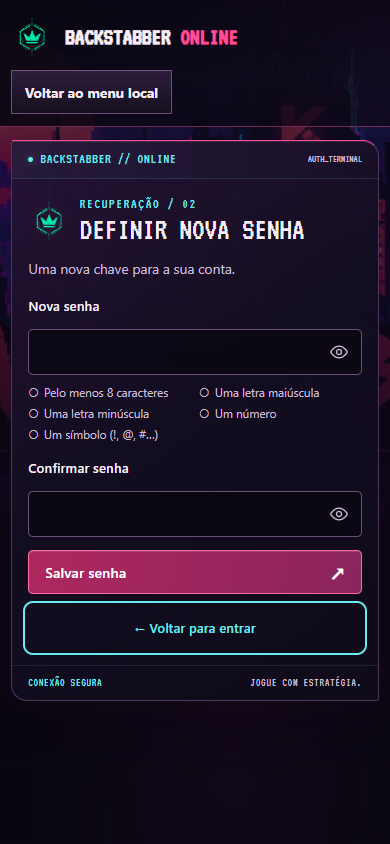 BACKSTABBER ONLINE
Voltar ao menu local
BACKSTABBER // ONLINE
AUTH_TERMINAL
RECUPERAÇÃO / 02
DEFINIR NOVA SENHA
Uma nova chave para a sua conta.
Nova senha
Pelo menos 8 caracteres
Uma letra maiúscula
Uma letra minúscula
Um número
Um símbolo (!, @, #...)
Confirmar senha
Salvar senha ↗
← Voltar para entrar
CONEXÃO SEGURA
JOGUE COM ESTRATÉGIA.